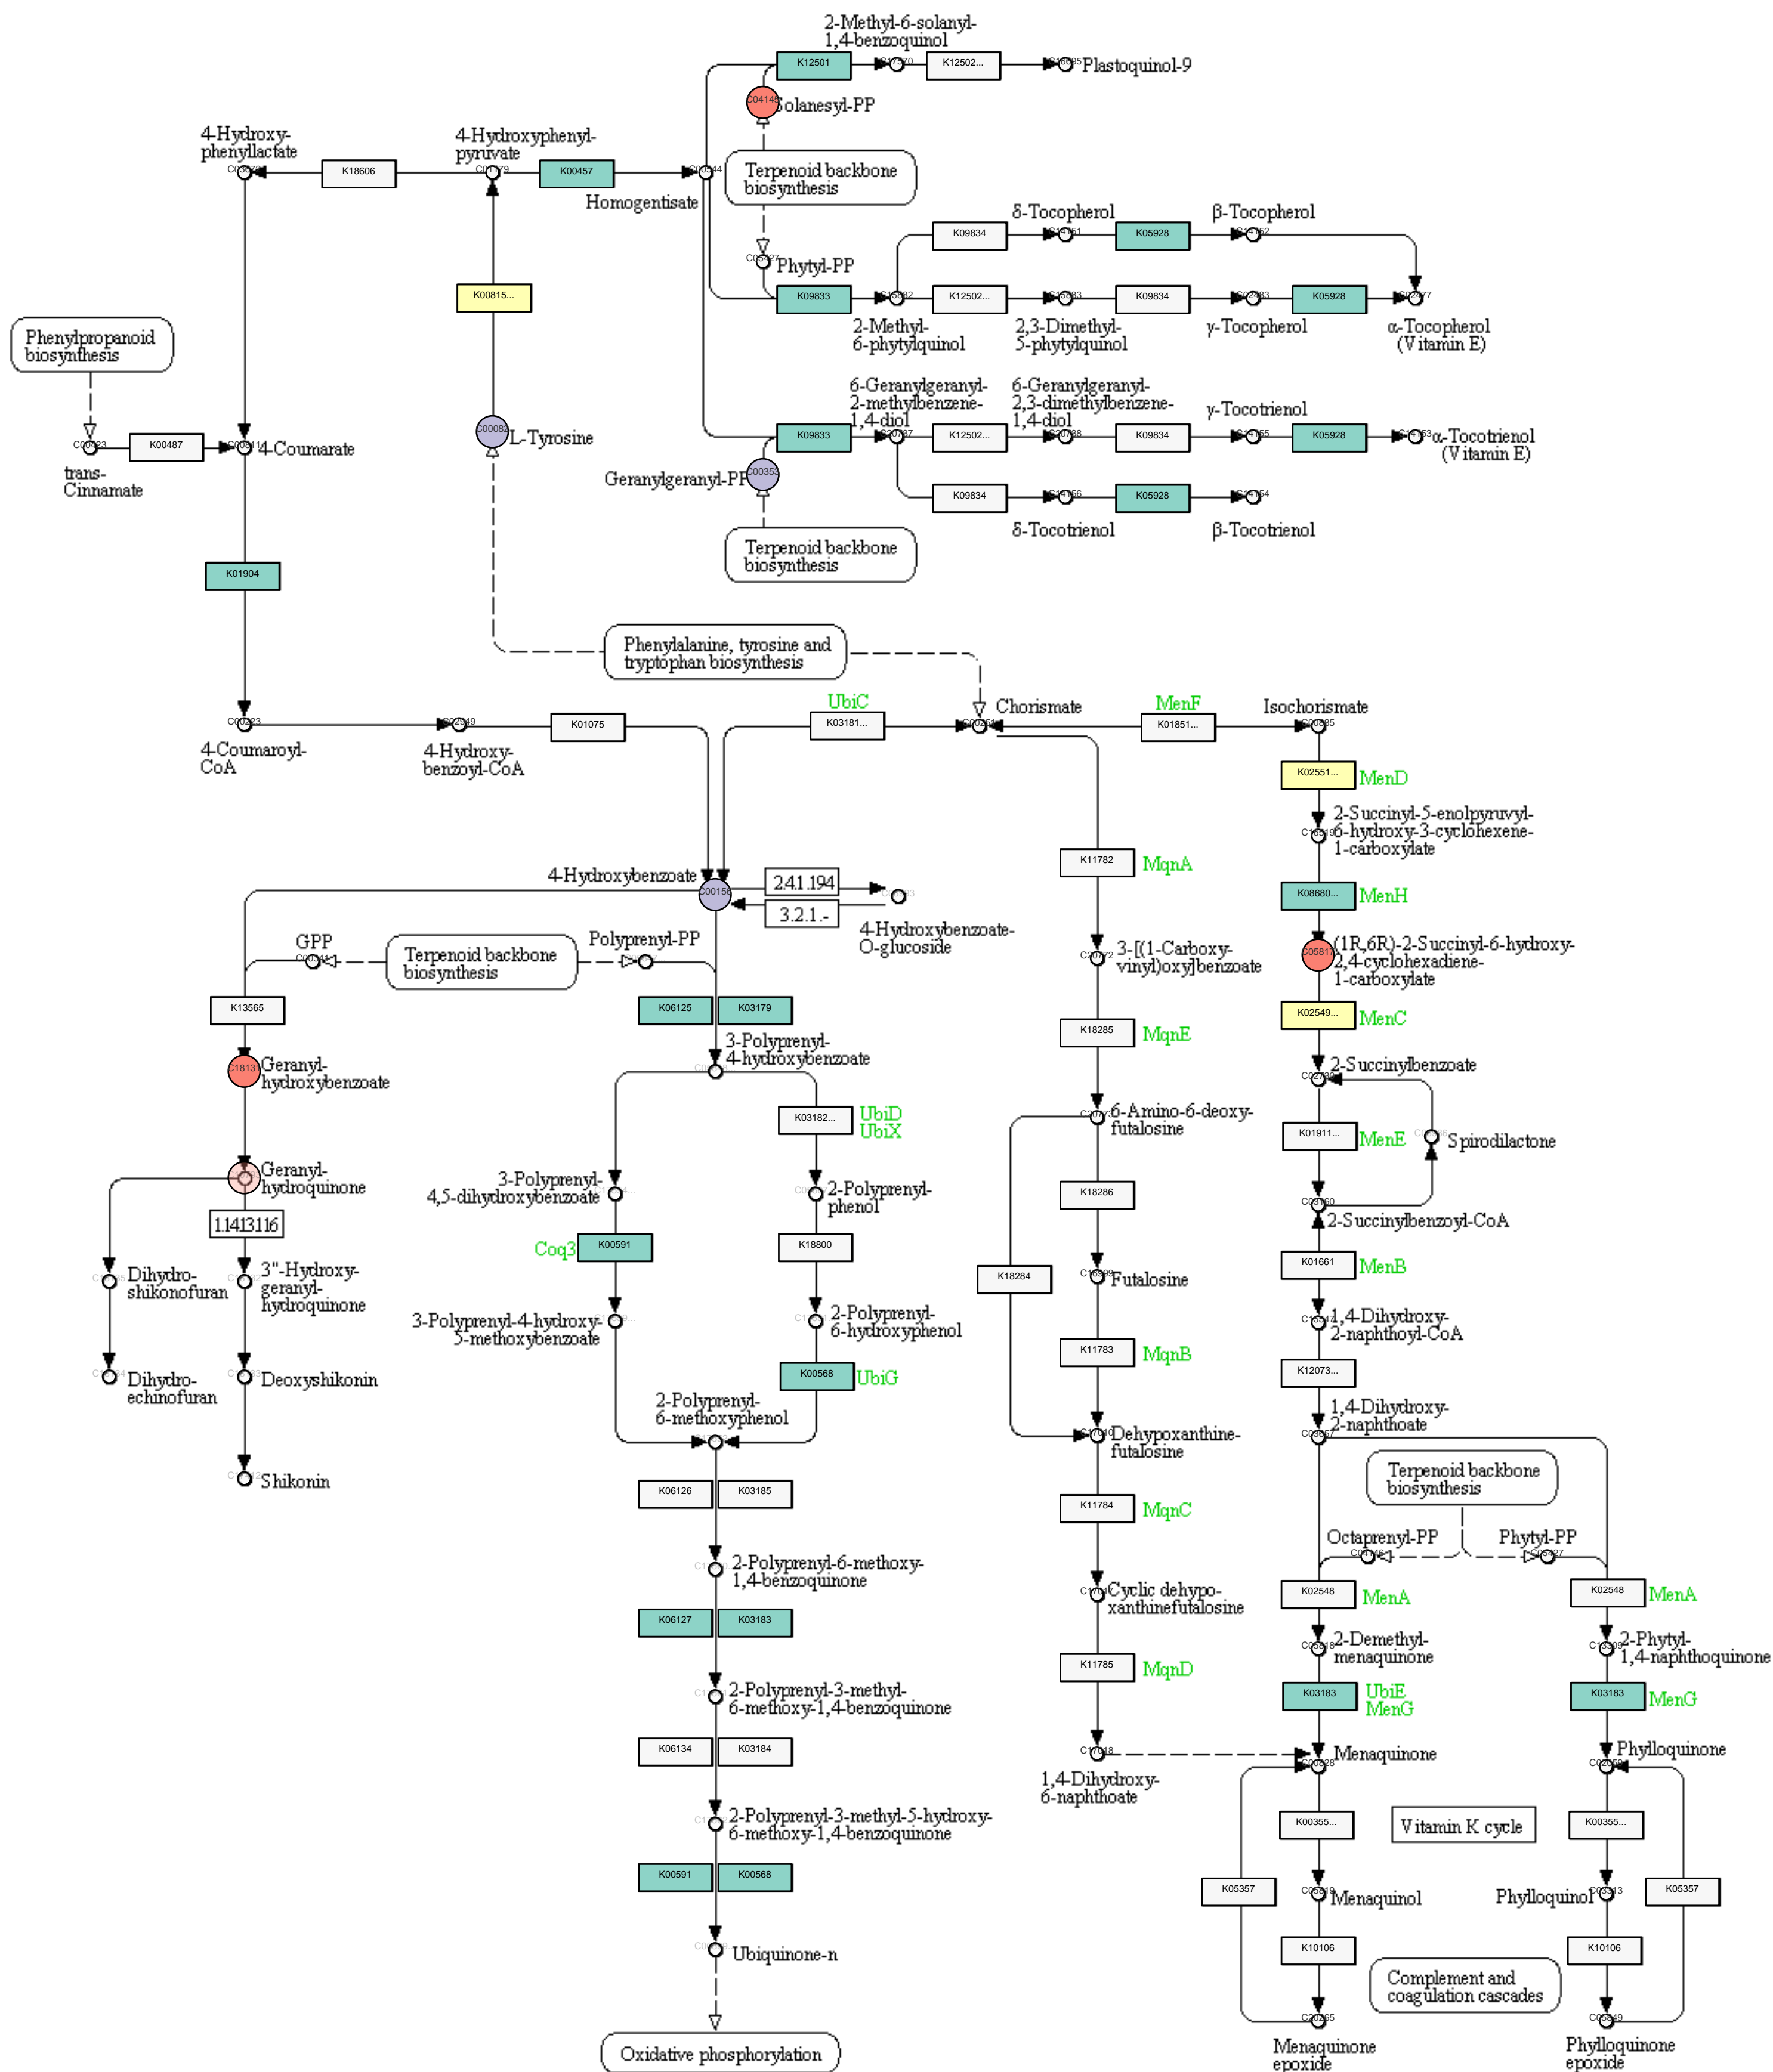 2-Methyl-6-solanyl-
1,4-benzoquinol
K12501
K12502...
Plastoquinol-9
Solanesyl-PP
4-Hydroxy-
phenyllactate
K18606
4-Hydroxyphenyl-
pyruvate
K00457
Homogentisate
Terpenoid backbone
biosynthesis
Phytyl-PP
K09834
δ-Tocopherol
K05928
β-Tocopherol
K00815...
K09833
2-Methyl-
6-phytylquinol
K12502...
2,3-Dimethyl-
5-phytylquinol
K09834
γ-Tocopherol
K05928
α-Tocopherol
(Vitamin E)
Phenylpropanoid
biosynthesis
C00423
trans-
Cinnamate
K00487
4-Coumarate
C00082
L-Tyrosine
6-Geranylgeranyl-
2-methylbenzene-
1,4-diol
6-Geranylgeranyl-
2,3-dimethylbenzene-
1,4-diol
K09833
K12502...
K09834
γ-Tocotrienol
K05928
α-Tocotrienol
(Vitamin E)
C00353
Geranylgeranyl-PP
K09834
δ-Tocotrienol
K05928
β-Tocotrienol
Terpenoid backbone
biosynthesis
K01904
Phenylalanine, tyrosine and
tryptophan biosynthesis
C00223
4-Coumaroyl-
CoA
4-Hydroxy-
benzoyl-CoA
K01075
UbiC
K03181...
Chorismate
MenF
K01851...
Isochorismate
K02551...
MenD
2-Succinyl-5-enolpyruvyl-
6-hydroxy-3-cyclohexene-
1-carboxylate
K08680...
MenH
(1R,6R)-2-Succinyl-6-hydroxy-
2,4-cyclohexadiene-
1-carboxylate
K02549...
MenC
2-Succinylbenzoate
K01911...
MenE
Spirodilactone
2-Succinylbenzoyl-CoA
K01661
MenB
1,4-Dihydroxy-
2-naphthoyl-CoA
K12073...
1,4-Dihydroxy-
2-naphthoate
Terpenoid backbone
biosynthesis
Octaprenyl-PP
Phytyl-PP
K02548
MenA
K02548
MenA
2-Demethyl-
menaquinone
2-Phytyl-
1,4-naphthoquinone
K03183
UbiE
MenG
K03183
MenG
Menaquinone
Phylloquinone
K00355...
Vitamin K cycle
K00355...
K05357
Menaquinol
Phylloquinol
K05357
K10106
K10106
Complement and
coagulation cascades
Menaquinone
epoxide
Phylloquinone
epoxide
K11782
MqnA
3-[(1-Carboxy-
vinyl)oxy]benzoate
K18285
MqnE
6-Amino-6-deoxy-
futalosine
K18286
K18284
Futalosine
K11783
MqnB
Dehypoxanthine-
futalosine
K11784
MqnC
Cyclic dehypo-
xanthinefutalosine
K11785
MqnD
1,4-Dihydroxy-
6-naphthoate
4-Hydroxybenzoate
C00156
2.4.1.194
3.2.1.-
4-Hydroxybenzoate-
O-glucoside
GPP
Terpenoid backbone
biosynthesis
Polyprenyl-PP
K13565
K06125
K03179
Geranyl-
hydroxybenzoate
3-Polyprenyl-
4-hydroxybenzoate
K03182...
UbiD
UbiX
Geranyl-
hydroquinone
1.14.13.116
3-Polyprenyl-
4,5-dihydroxybenzoate
2-Polyprenyl-
phenol
Coq3
K00591
K18800
Dihydro-
shikonofuran
3"-Hydroxy-
geranyl-
hydroquinone
3-Polyprenyl-4-hydroxy-
5-methoxybenzoate
2-Polyprenyl-
6-hydroxyphenol
K00568
UbiG
Dihydro-
echinofuran
Deoxyshikonin
Shikonin
2-Polyprenyl-
6-methoxyphenol
K06126
K03185
2-Polyprenyl-6-methoxy-
1,4-benzoquinone
K06127
K03183
2-Polyprenyl-3-methyl-
6-methoxy-1,4-benzoquinone
K06134
K03184
2-Polyprenyl-3-methyl-5-hydroxy-
6-methoxy-1,4-benzoquinone
K00591
K00568
Ubiquinone-n
Oxidative phosphorylation